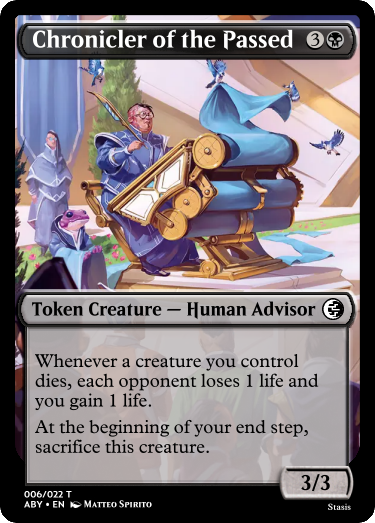 Chronicler of the Passed 3
Token Creature — Human Advisor
Whenever a creature you control
dies, each opponent loses 1 life and
you gain 1 life.
At the beginning of your end step,
sacrifice this creature.
3/3
006/022 T
ABY • EN Matteo Spirito
Stasis